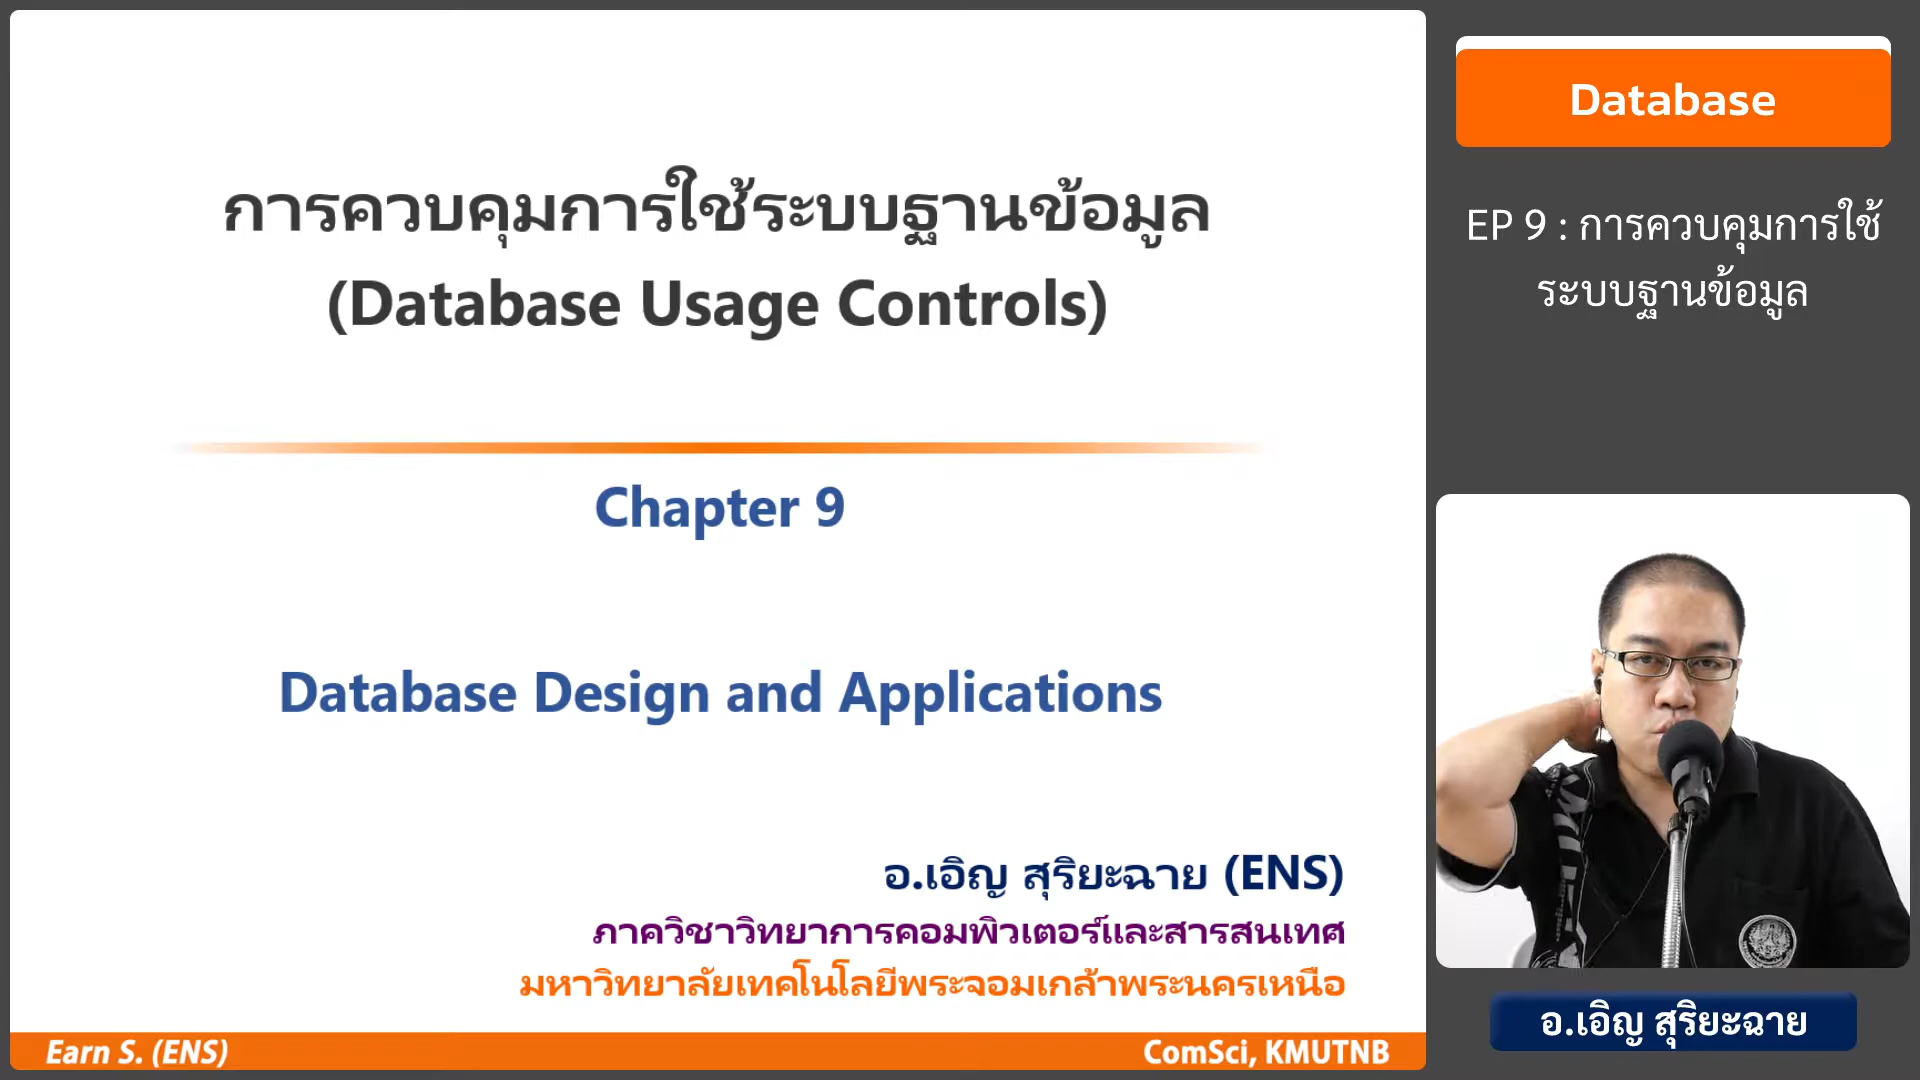 การควบคุมการใช้ระบบฐานข้อมูล
(Database Usage Controls)
Chapter 9
Database Design and Applications
อ.เอิญ สุริยะฉาย (ENS)
ภาควิชาวิทยาการคอมพิวเตอร์และสารสนเทศ
มหาวิทยาลัยเทคโนโลยีพระจอมเกล้าพระนครเหนือ
Earn S. (ENS)
ComSci, KMUTNB
Database
EP 9 : การควบคุมการใช้
ระบบฐานข้อมูล
อ.เอิญ สุริยะฉาย